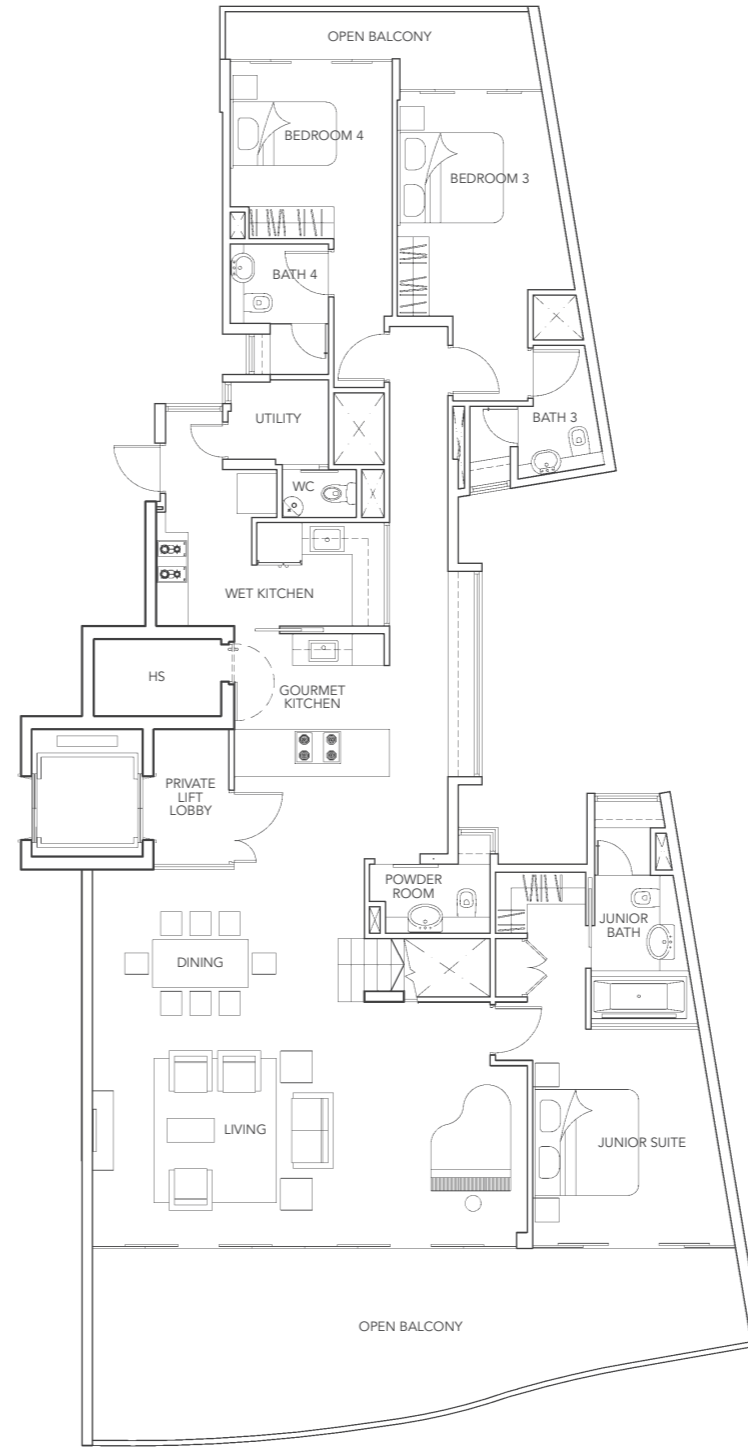 OPEN BALCONY
BEDROOM 4
BEDROOM 3
BATH 4
UTILITY
BATH 3
WC
WET KITCHEN
HS
GOURMET
KITCHEN
PRIVATE
LIFT
LOBBY
POWDER
ROOM
JUNIOR
BATH
DINING
LIVING
JUNIOR SUITE
OPEN BALCONY